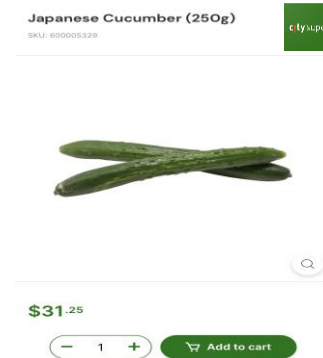 Japanese Cucumber (250g)
SKU: 600005329
$31.25
− 1 +
Add to cart